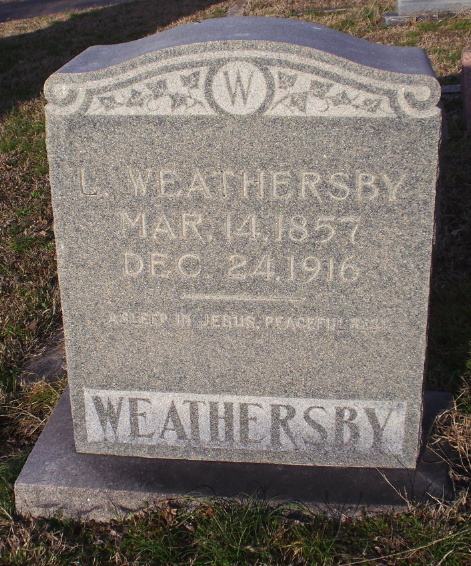 W
L. WEATHERSBY
MAR. 14, 1857
DEC. 24, 1916
ASLEEP IN JESUS, PEACEFUL REST
WEATHERSBY